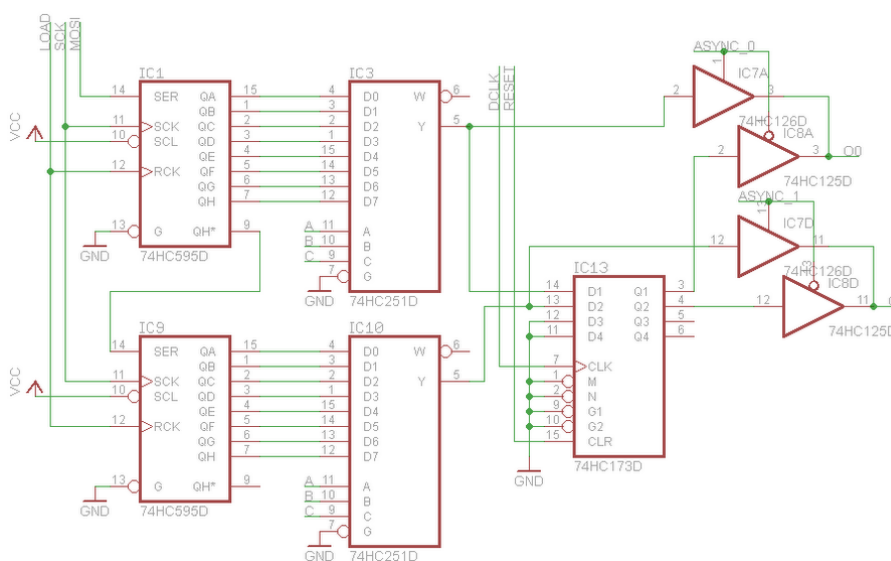 LOAD
SCK
MOSI
VCC
IC1
14 SER QA 15
QB 1
11 SCK QC 2
10 SCL QD 3
QE 4
12 RCK QF 5
QG 6
QH 7
13 G QH* 9
GND
74HC595D
IC3
4 D0 W 6
3 D1
2 D2 Y 5
1 D3
15 D4
14 D5
13 D6
12 D7
A 11 A
B 10 B
C 9 C
7 G
GND
74HC251D
DCLK
RESET
ASYNC_0
1
IC7A
2 3
74HC126D
IC8A
2 3 O0
74HC125D
ASYNC_1
13
IC7D
12 11
74HC126D
13
IC8D
12 11
74HC125D
IC13
14 D1 Q1 3
13 D2 Q2 4
12 D3 Q3 5
11 D4 Q4 6
7 CLK
1 M
2 N
9 G1
10 G2
15 CLR
GND
74HC173D
VCC
IC9
14 SER QA 15
QB 1
11 SCK QC 2
10 SCL QD 3
QE 4
12 RCK QF 5
QG 6
QH 7
13 G QH* 9
GND
74HC595D
IC10
4 D0 W 6
3 D1
2 D2 Y 5
1 D3
15 D4
14 D5
13 D6
12 D7
A 11 A
B 10 B
C 9 C
7 G
GND
74HC251D